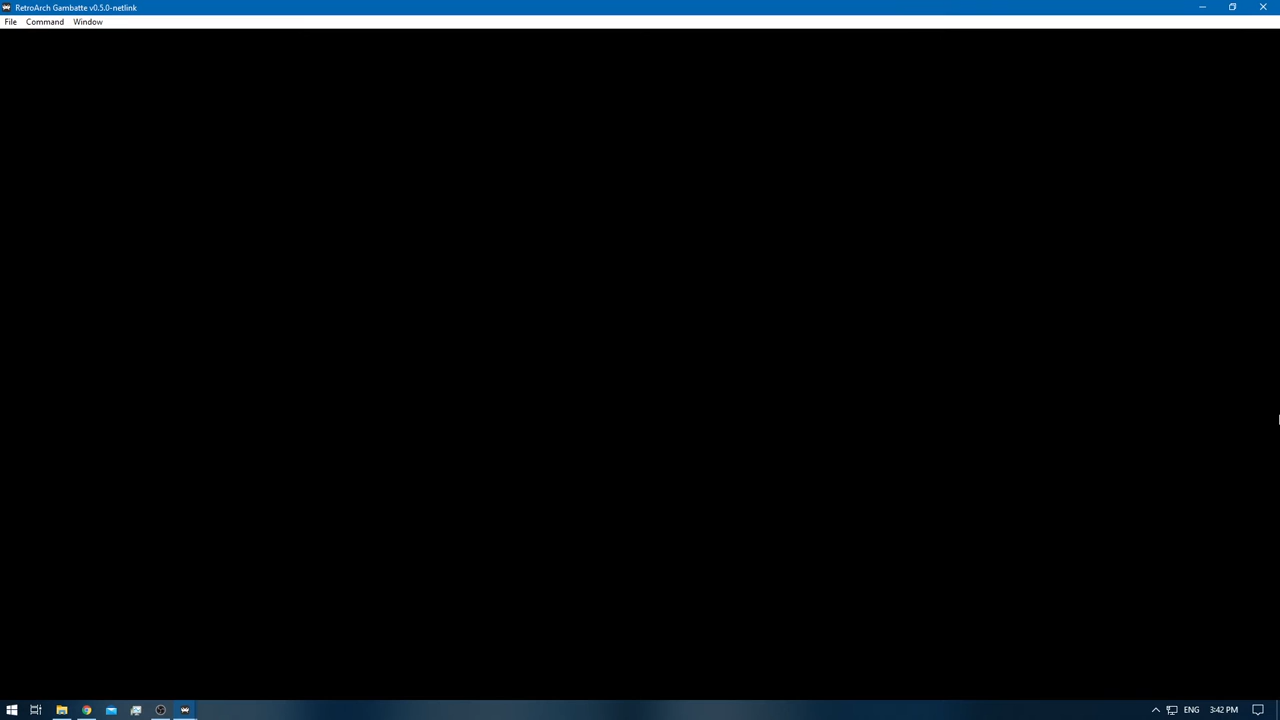 RetroArch Gambatte v0.5.0-netlink
File Command Window
ENG 3:42 PM